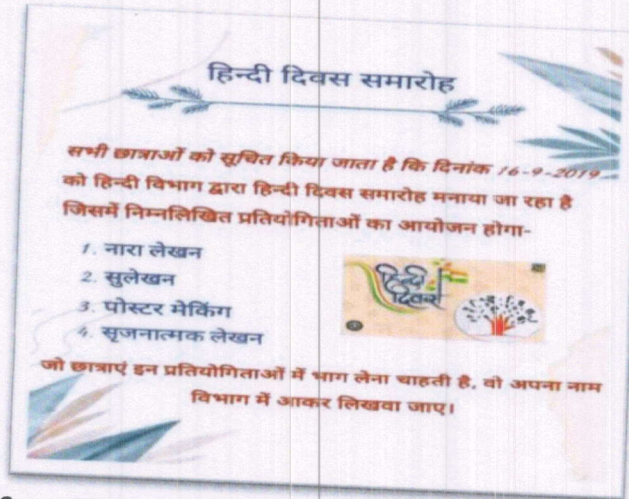 हिन्दी दिवस समारोह
सभी छात्राओं को सूचित किया जाता है कि दिनांक 16-9-2019
को हिन्दी विभाग द्वारा हिन्दी दिवस समारोह मनाया जा रहा है
जिसमें निम्नलिखित प्रतियोगिताओं का आयोजन होगा-
1. नारा लेखन
2. सुलेखन
3. पोस्टर मेकिंग
4. सृजनात्मक लेखन
हिन्दी
दिवस
जो छात्राएं इन प्रतियोगिताओं में भाग लेना चाहती है, वो अपना नाम
विभाग में आकर लिखवा जाए।